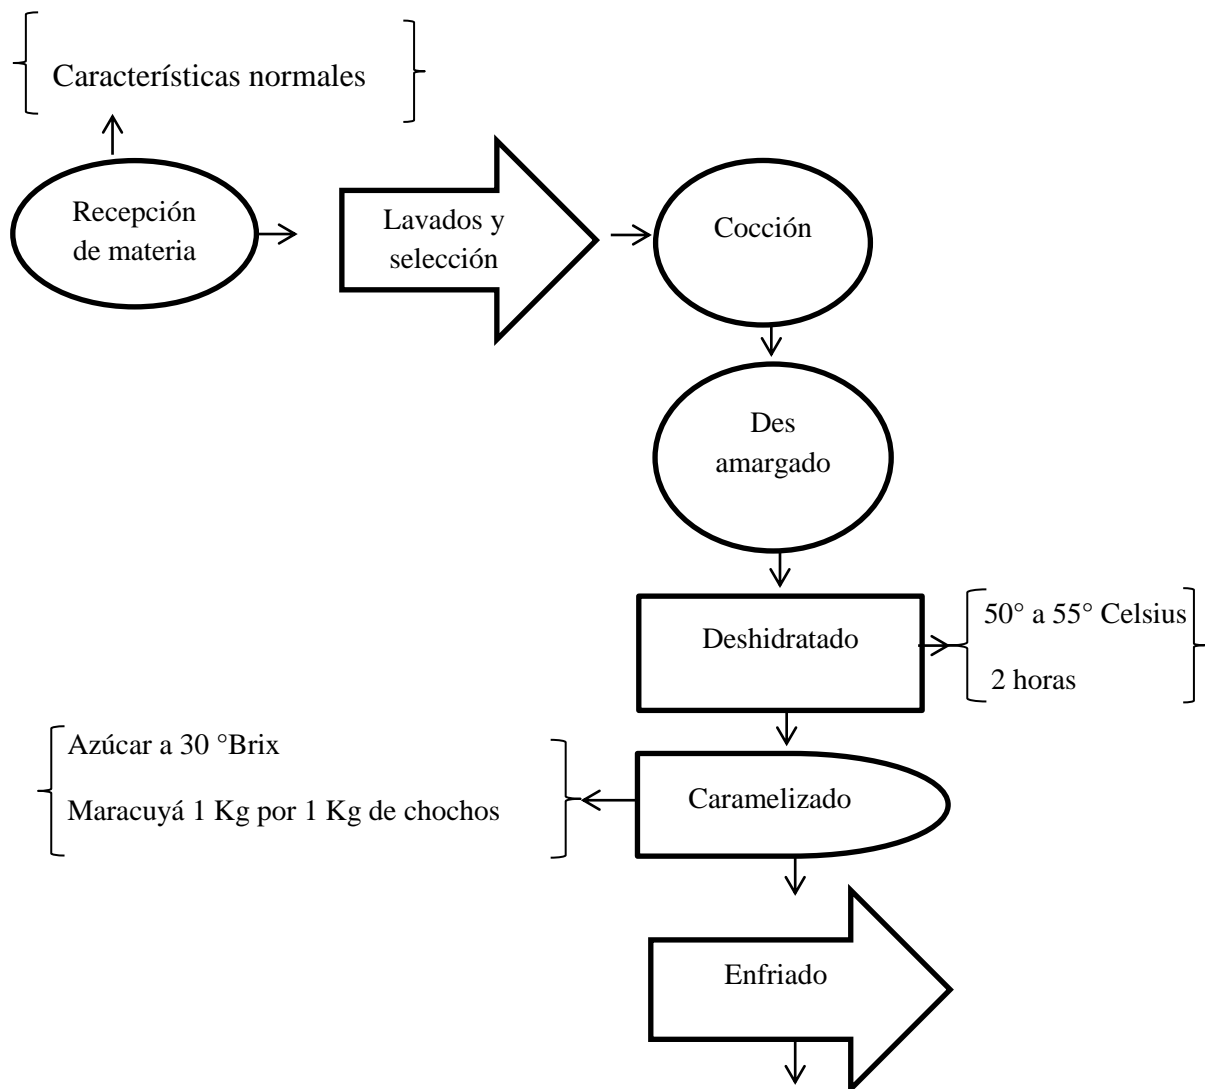 Características normales
Recepción
de materia
Lavados y
selección
Cocción
Des
amargado
Deshidratado
50° a 55° Celsius
2 horas
Azúcar a 30 °Brix
Maracuyá 1 Kg por 1 Kg de chochos
Caramelizado
Enfriado